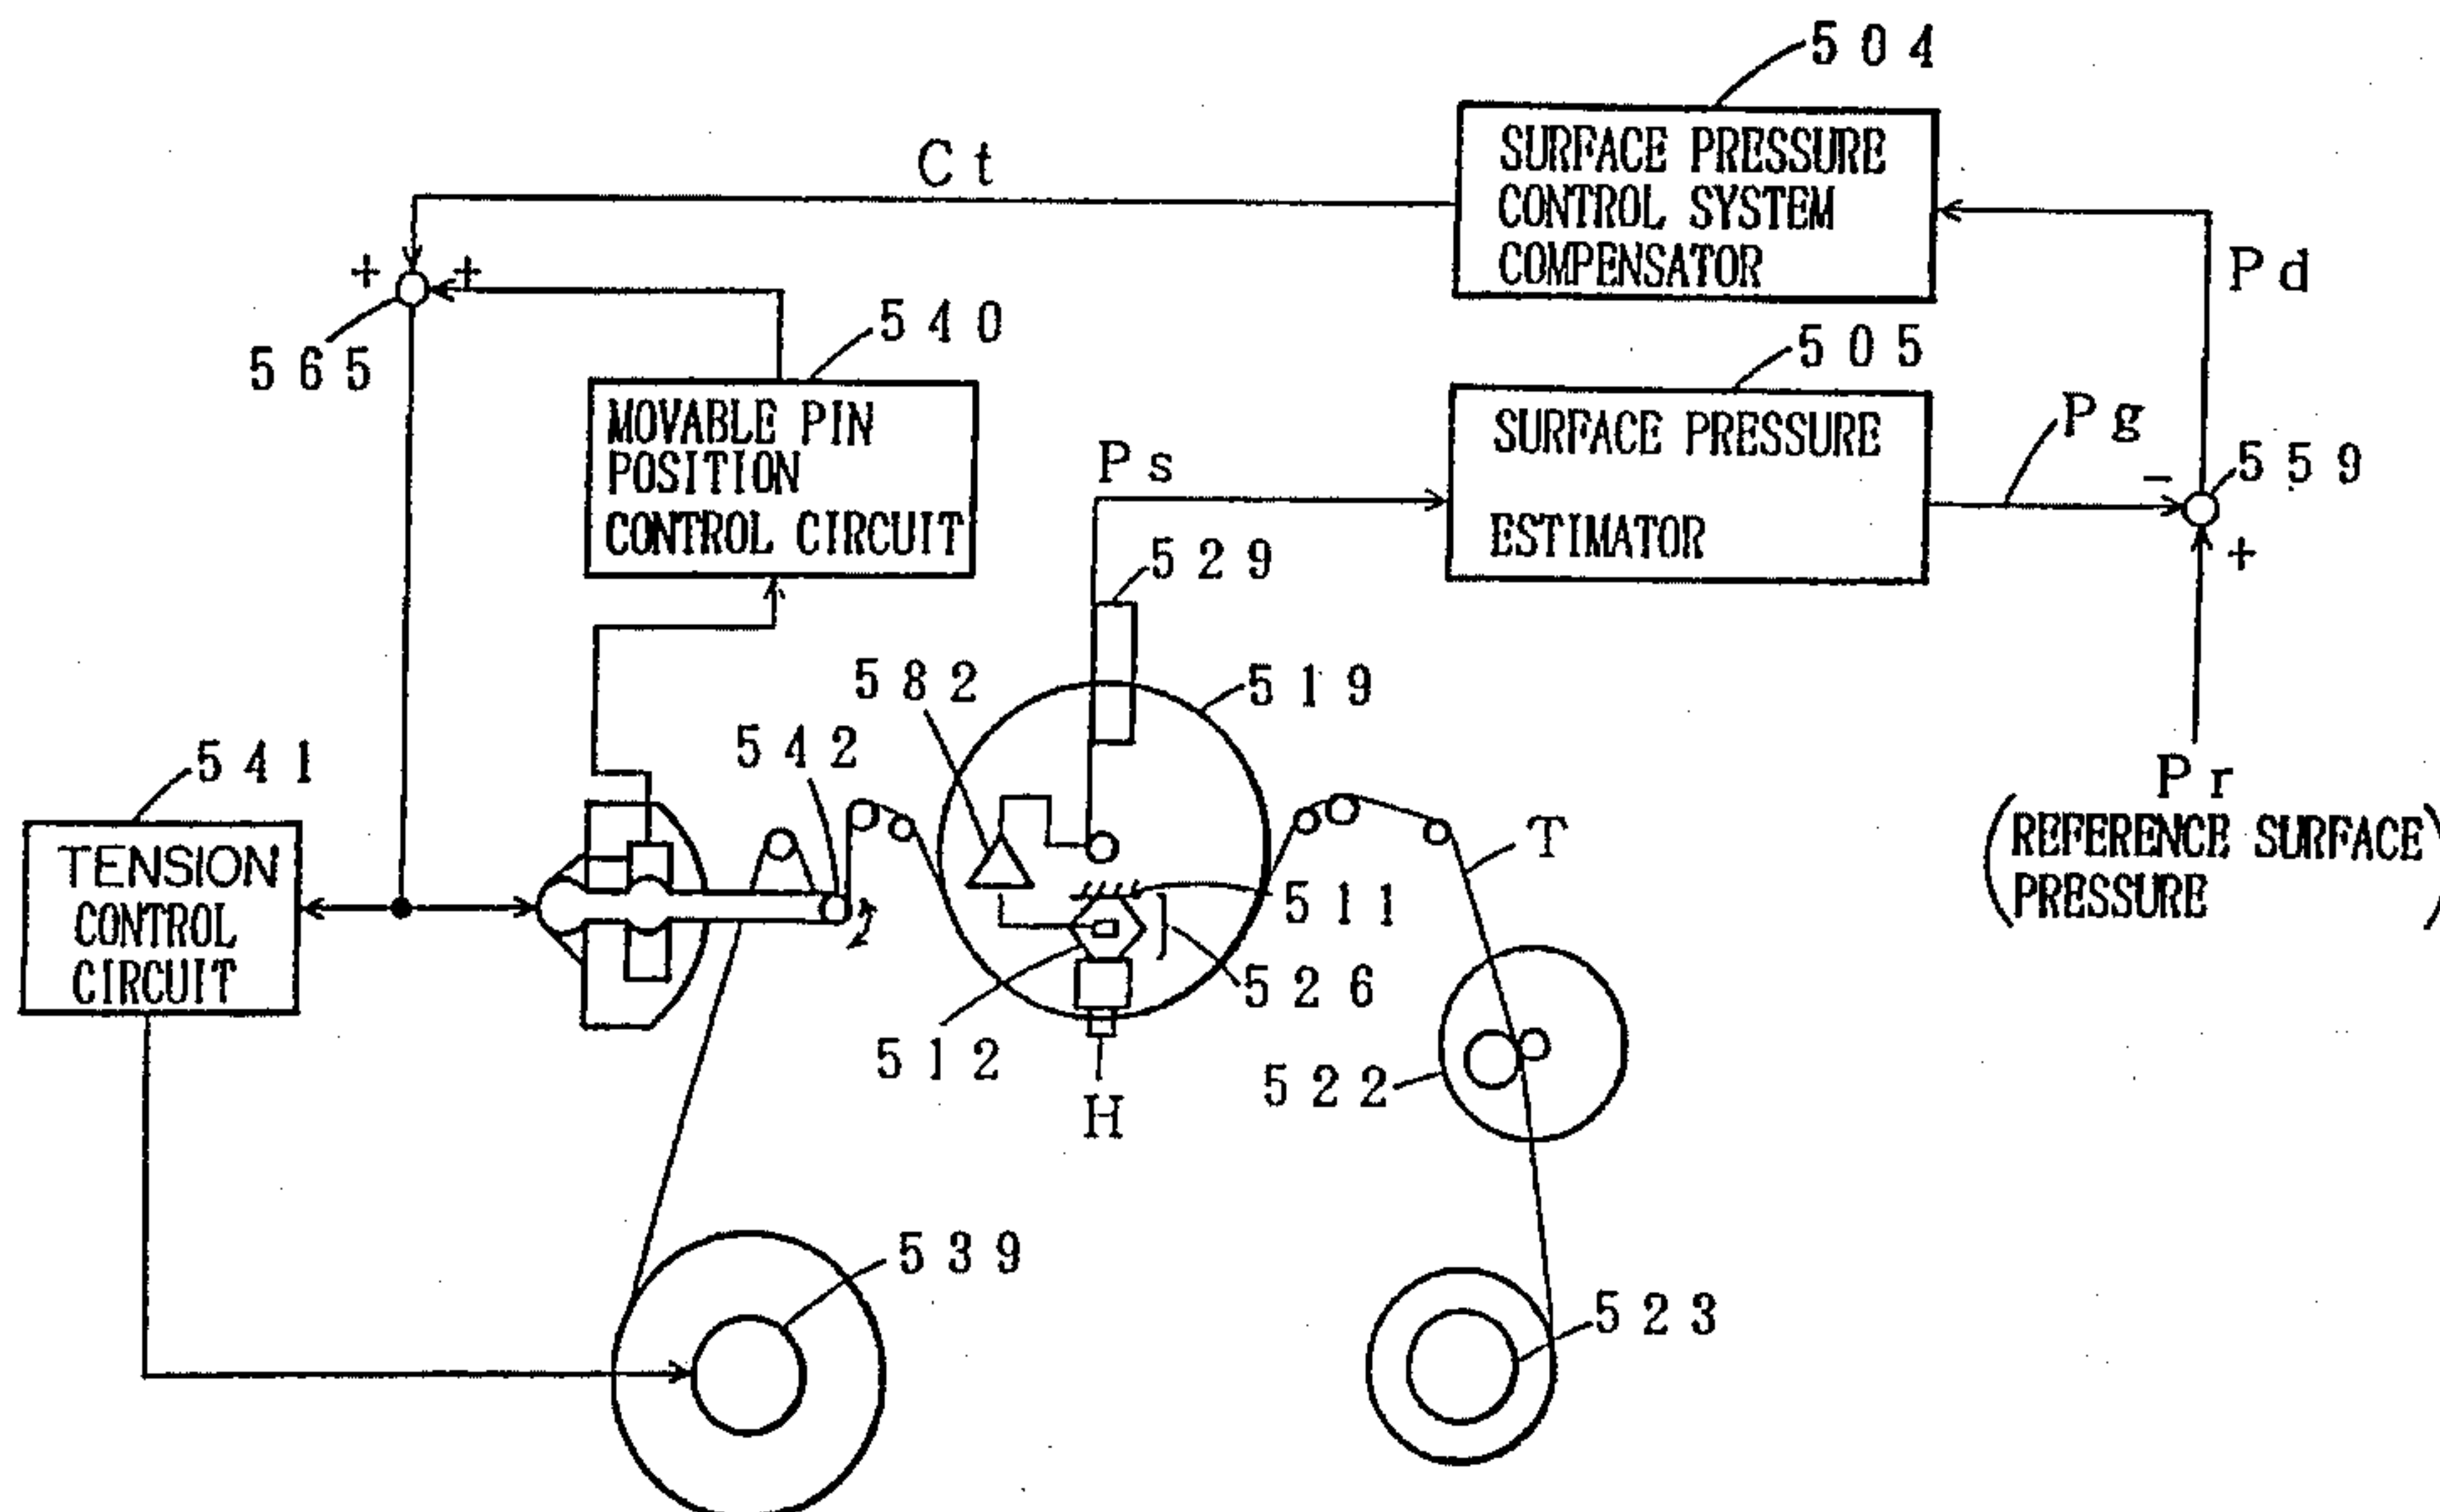 504
SURFACE PRESSURE
CONTROL SYSTEM
COMPENSATOR
Ct
Pd
+
+
565
540
MOVABLE PIN
POSITION
CONTROL CIRCUIT
505
SURFACE PRESSURE
ESTIMATOR
Ps
Pg
-
559
+
529
582
519
542
541
TENSION
CONTROL
CIRCUIT
Pr
(REFERENCE SURFACE
PRESSURE)
T
511
526
512
H
522
539
523